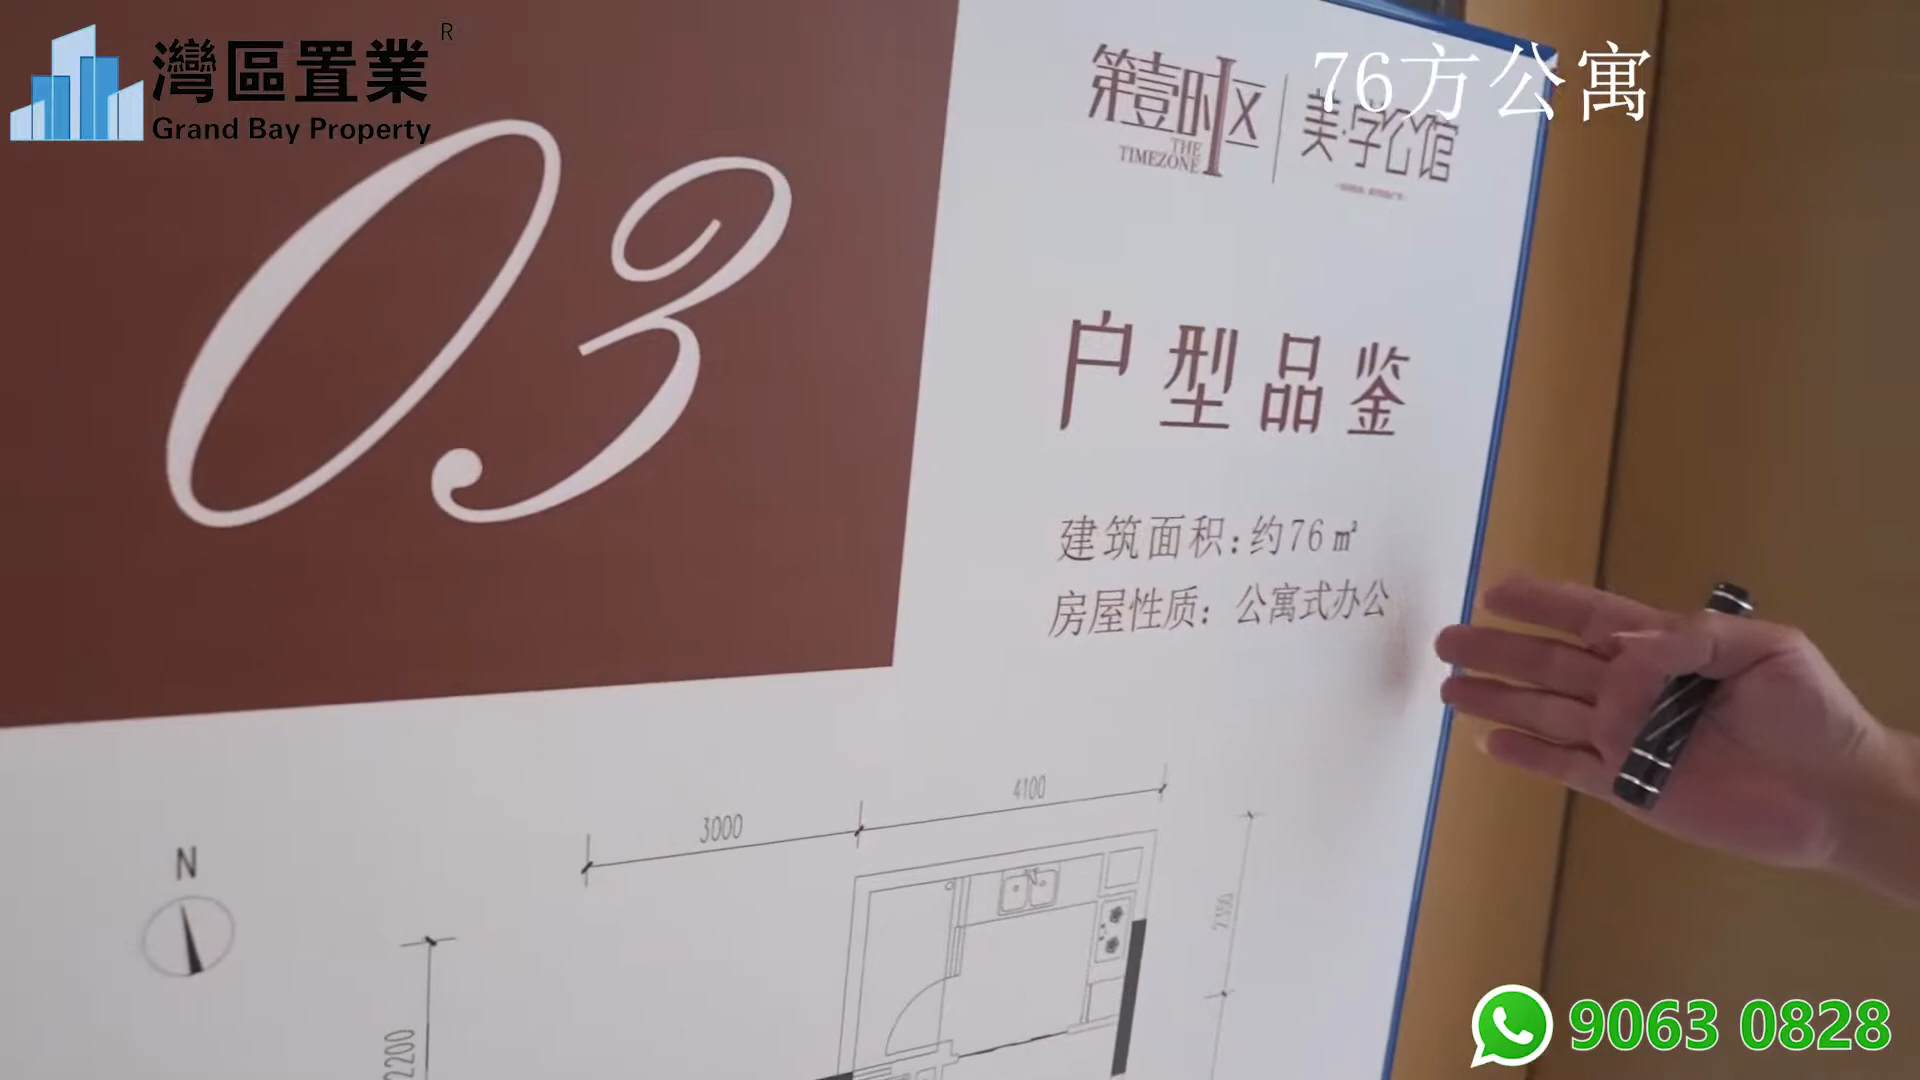 灣區置業
R
Grand Bay Property
76方公寓
第壹时区
THE
TIMEZONE
美·学公馆
03
户型品鉴
建筑面积:约76㎡
房屋性质：公寓式办公
3000
4100
2350
2200
N
9063 0828